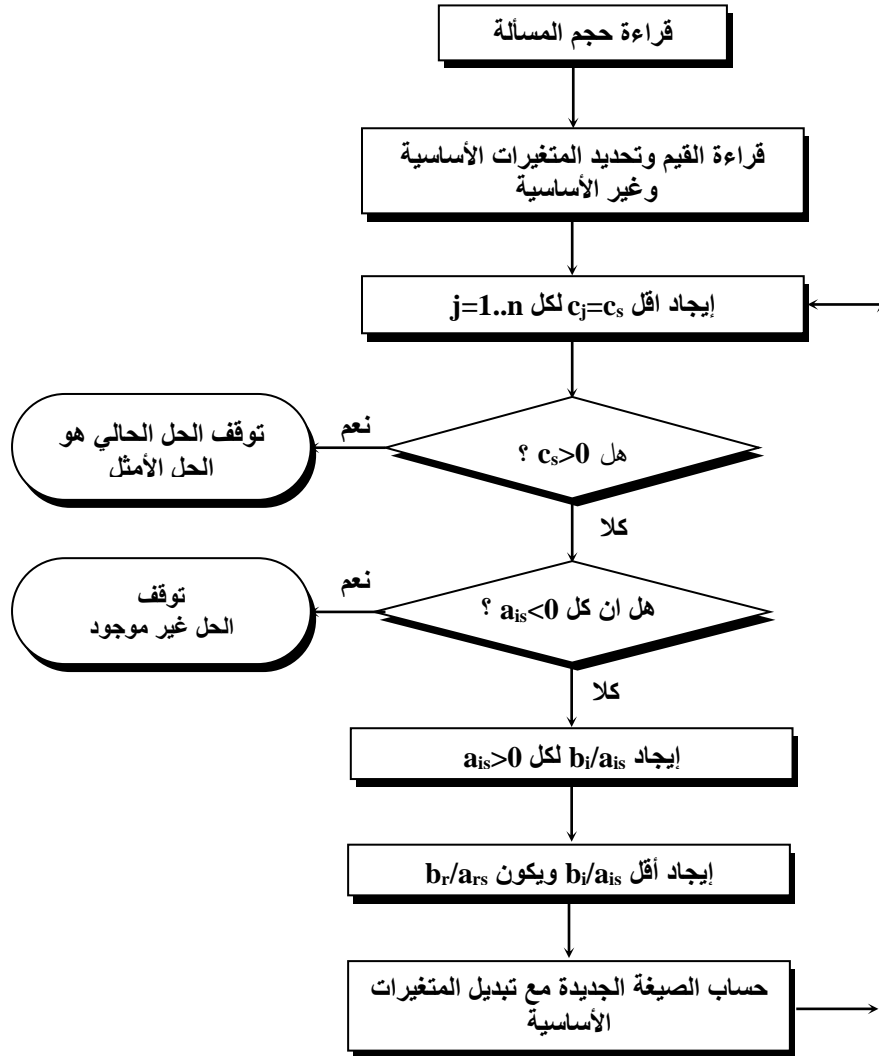 قراءة حجم المسألة
قراءة القيم وتحديد المتغيرات الأساسية
وغير الأساسية
إيجاد اقل cj=cs لكل j=1..n
هل cs>0 ؟
نعم
توقف الحل الحالي هو
الحل الأمثل
كلا
هل ان كل ais<0 ؟
نعم
توقف
الحل غير موجود
كلا
إيجاد bi/ais لكل ais>0
إيجاد أقل bi/ais ويكون br/ars
حساب الصيغة الجديدة مع تبديل المتغيرات
الأساسية